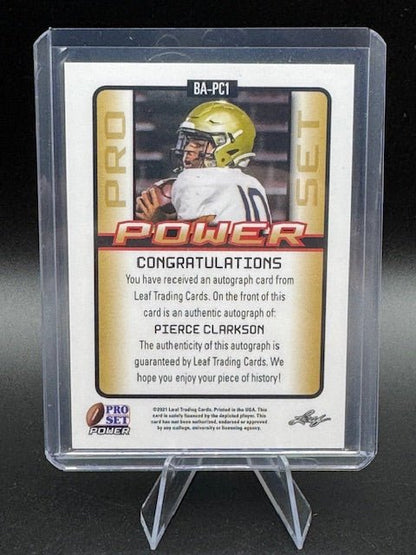 BA-PC1
PRO
SET
10
POWER
CONGRATULATIONS
You have received an autograph card from
Leaf Trading Cards. On the front of this
card is an authentic autograph of:
PIERCE CLARKSON
The authenticity of this autograph is
guaranteed by Leaf Trading Cards. We
hope you enjoy your piece of history!
©2021 Leaf Trading Cards. Printed in the USA. This
card is solely licensed by the depicted player. This
card has not been authorized, endorsed or approved
by any college, university or licensing agency.
PRO
SET
POWER
Leaf